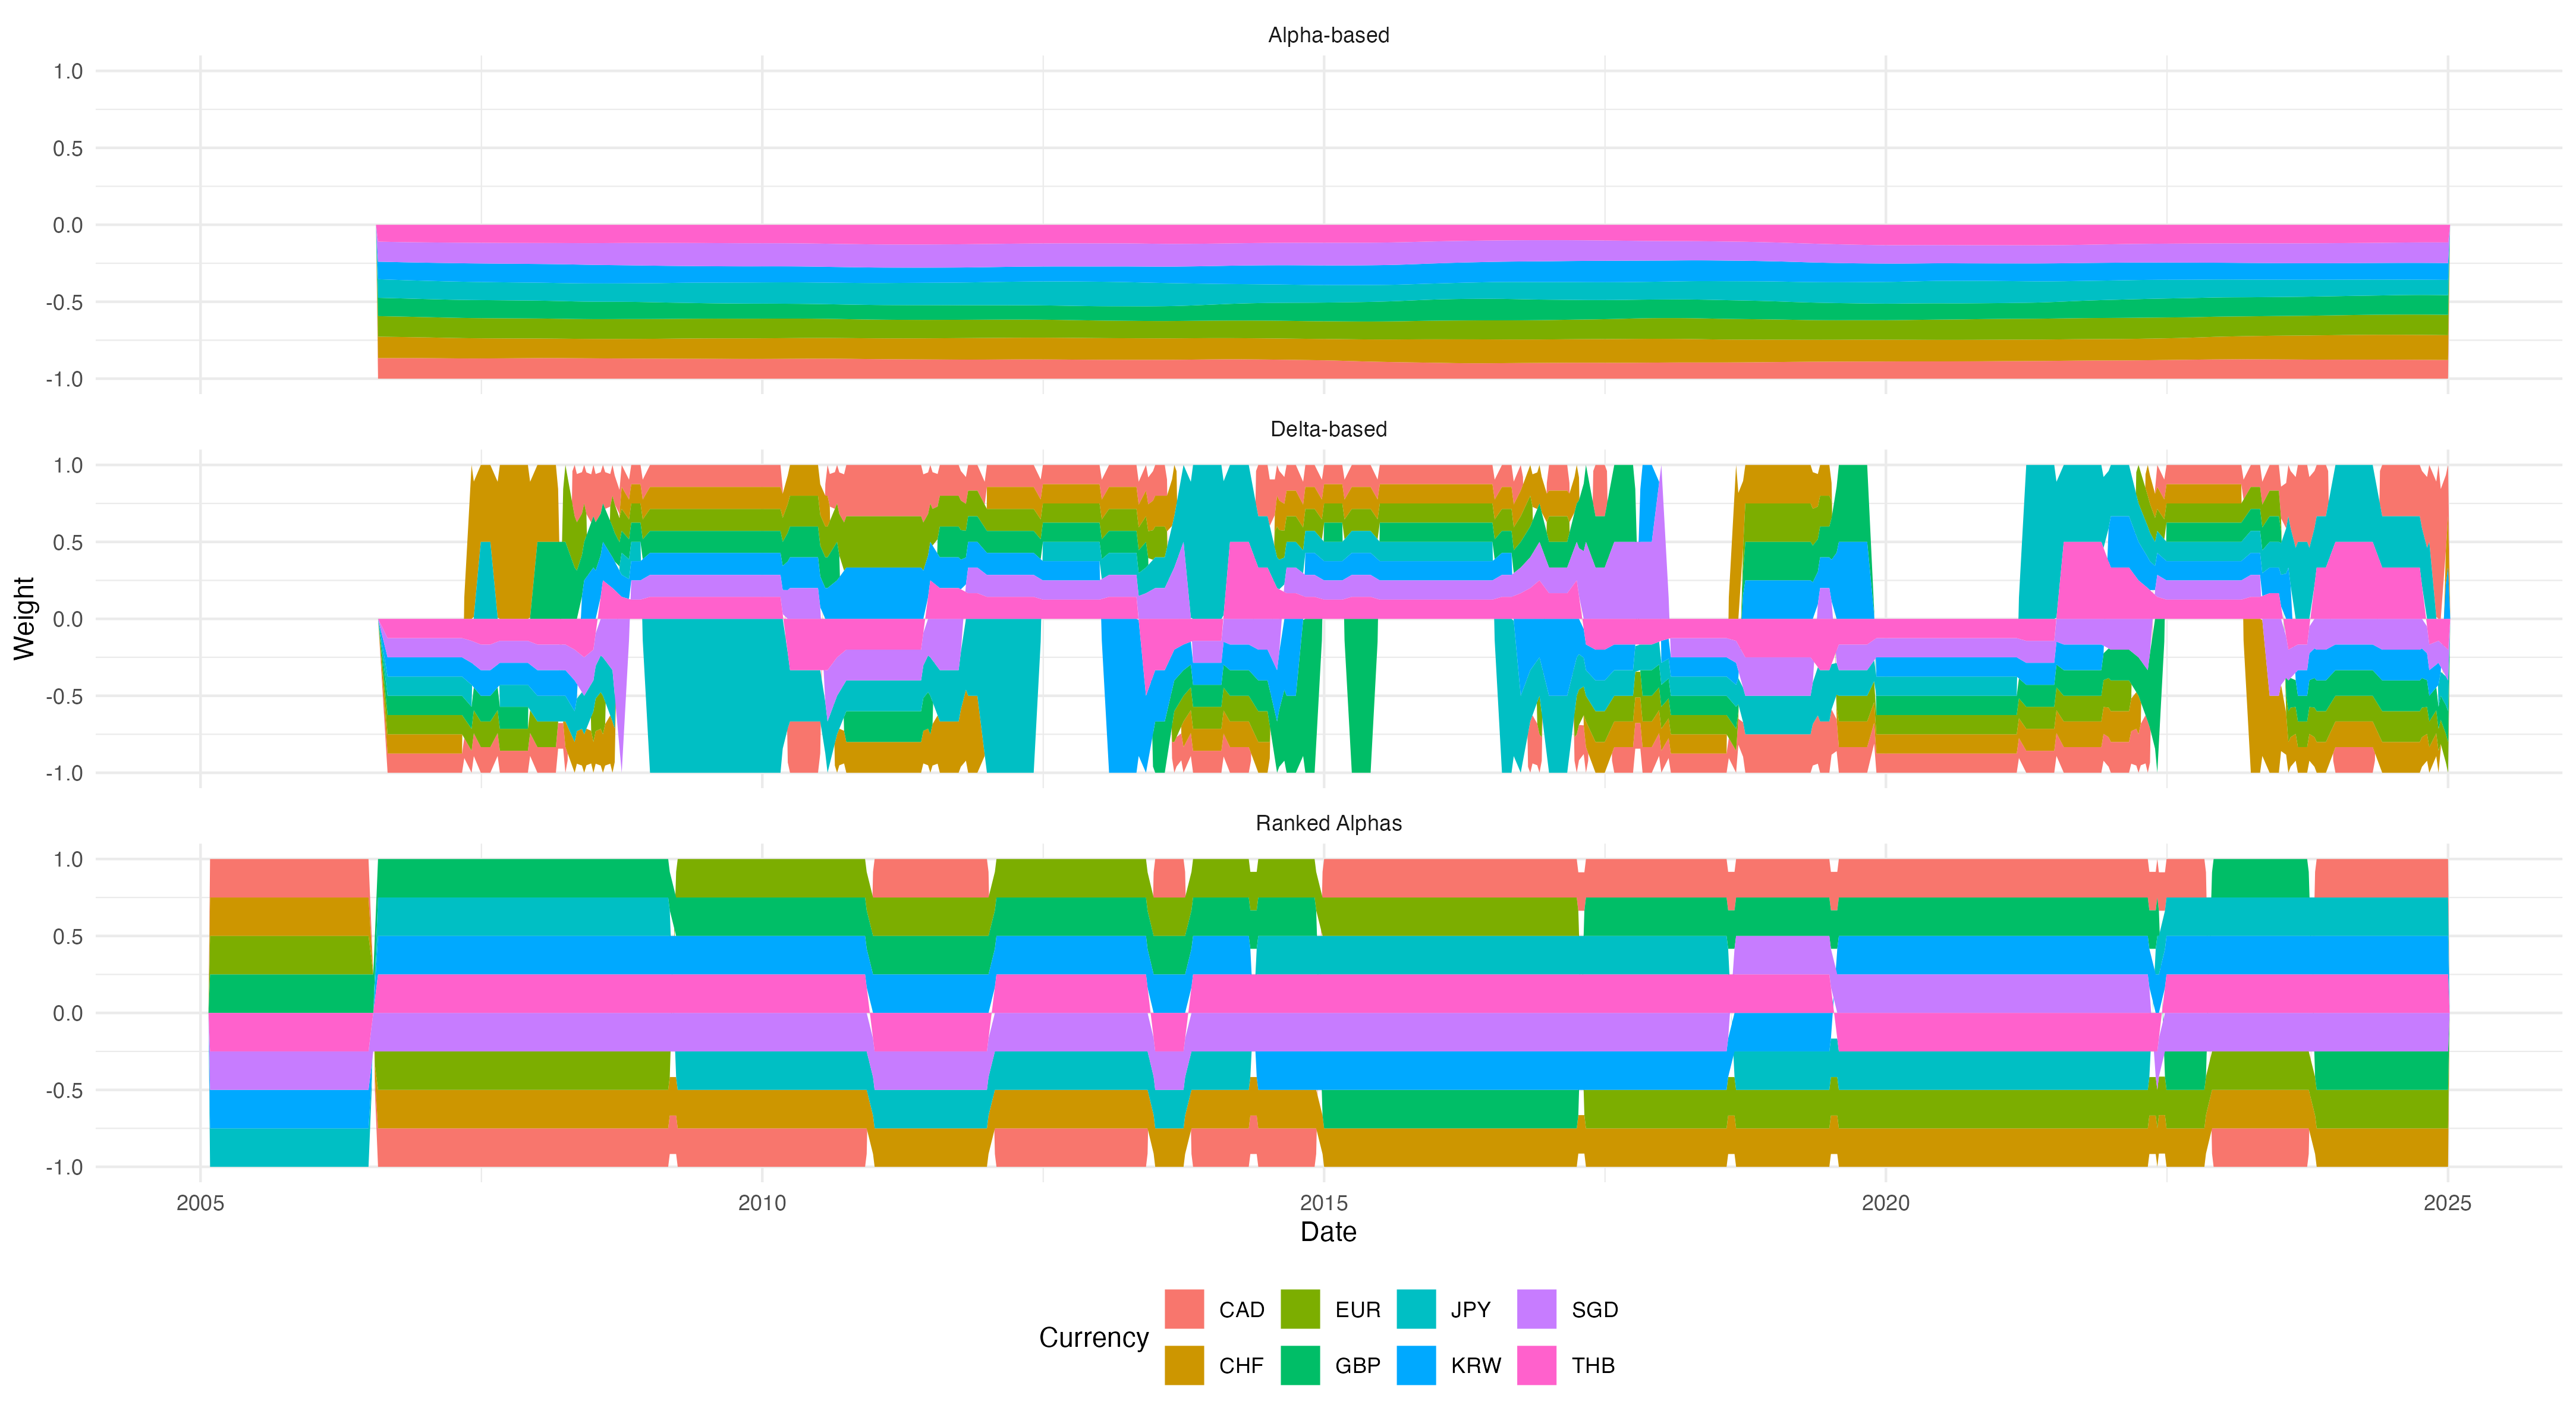 Alpha-based
1.0
0.5
0.0
-0.5
-1.0
Delta-based
1.0
0.5
0.0
-0.5
-1.0
Weight
Ranked Alphas
1.0
0.5
0.0
-0.5
-1.0
2005 2010 2015 2020 2025
Date
Currency
CAD EUR JPY SGD
CHF GBP KRW THB